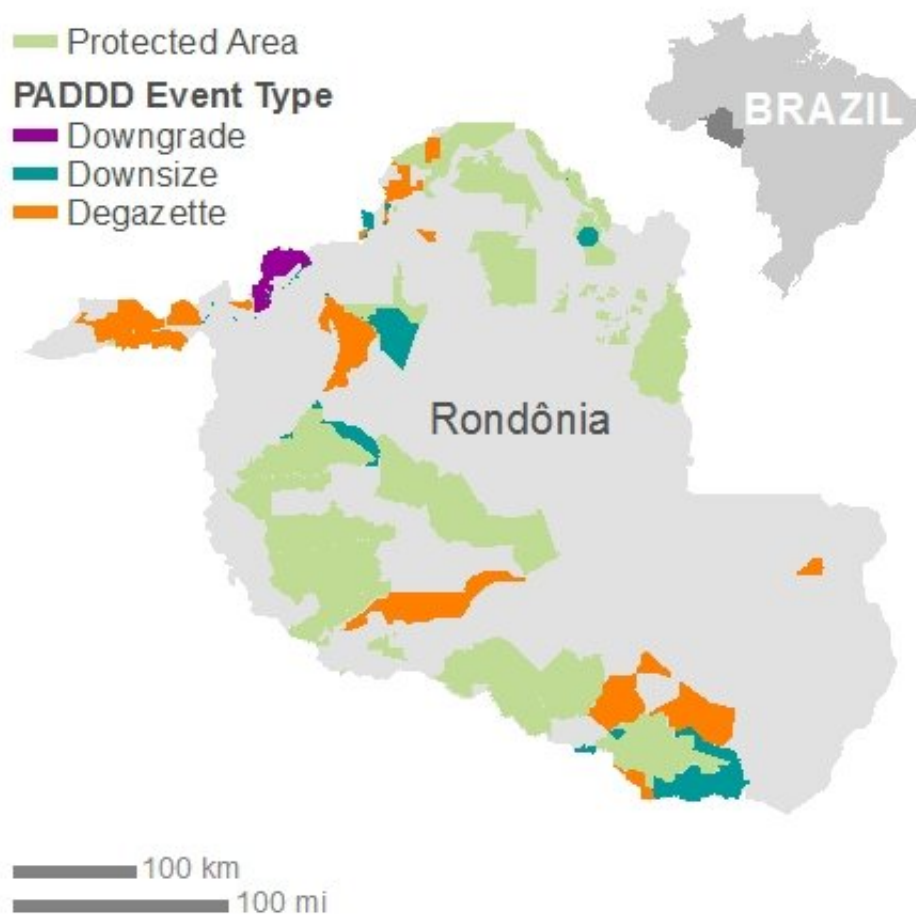 Protected Area
PADDD Event Type
Downgrade
Downsize
Degazette
BRAZIL
Rondônia
100 km
100 mi